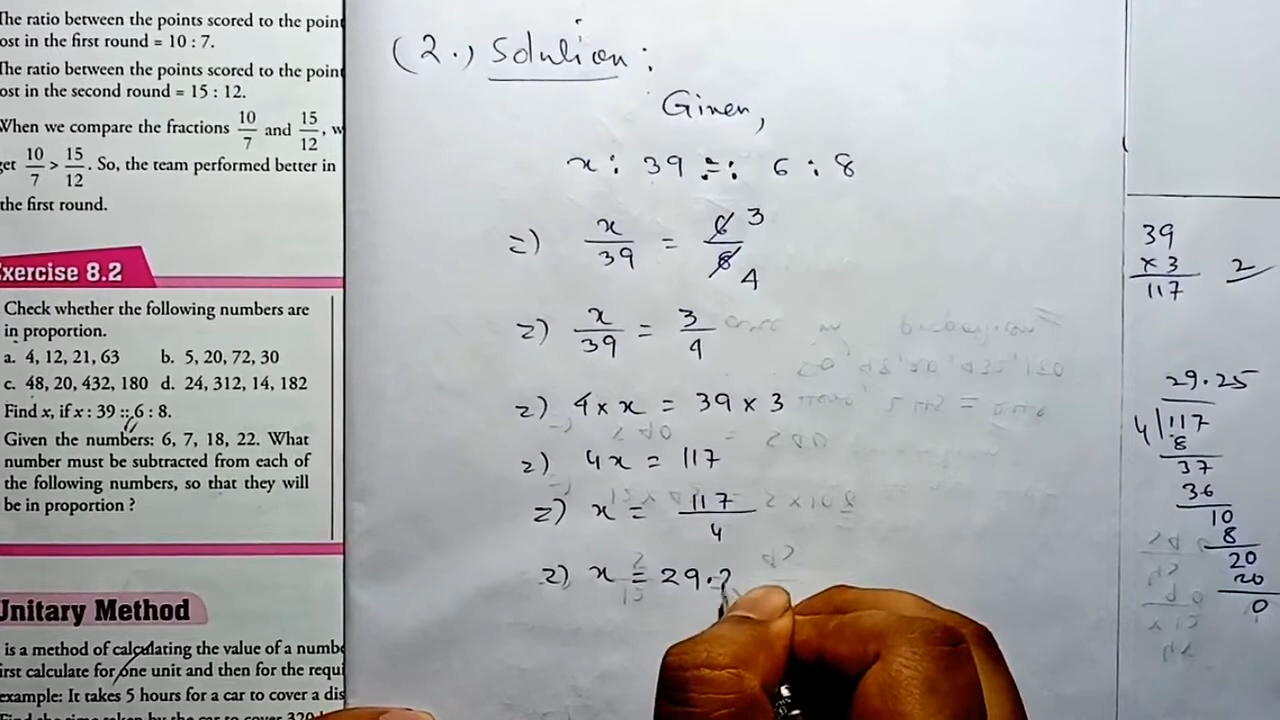 The ratio between the points scored to the point
ost in the first round = 10 : 7.
The ratio between the points scored to the point
ost in the second round = 15 : 12.
When we compare the fractions 10/7 and 15/12, w
get 10/7 > 15/12. So, the team performed better in
the first round.
Exercise 8.2
Check whether the following numbers are
in proportion.
a. 4, 12, 21, 63 b. 5, 20, 72, 30
c. 48, 20, 432, 180 d. 24, 312, 14, 182
Find x, if x : 39 :: 6 : 8.
Given the numbers: 6, 7, 18, 22. What
number must be subtracted from each of
the following numbers, so that they will
be in proportion ?
Unitary Method
is a method of calculating the value of a numbe
irst calculate for one unit and then for the requi
example: It takes 5 hours for a car to cover a dis
(2.) Solution :
Given,
x : 39 :: 6 : 8
=) x/39 = 6/8 3 4
=) x/39 = 3/4
=) 4 × x = 39 × 3
=) 4x = 117
=) x = 117/4
=) x = 29.2
39
× 3
117
2
29.25
4 117
8
37
36
10
8
20
20
0